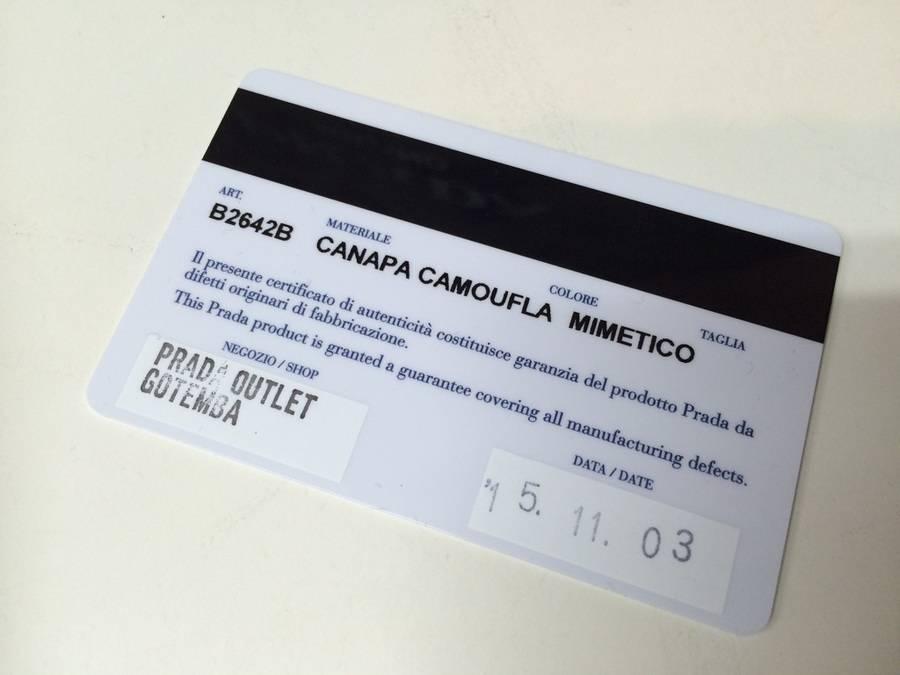 ART.
B2642B
MATERIALE
CANAPA CAMOUFLA
COLORE
MIMETICO
TAGLIA
Il presente certificato di autenticità costituisce garanzia del prodotto Prada da
difetti originari di fabbricazione.
This Prada product is granted a guarantee covering all manufacturing defects.
NEGOZIO / SHOP
PRADA OUTLET
GOTEMBA
DATA / DATE
'15. 11. 03